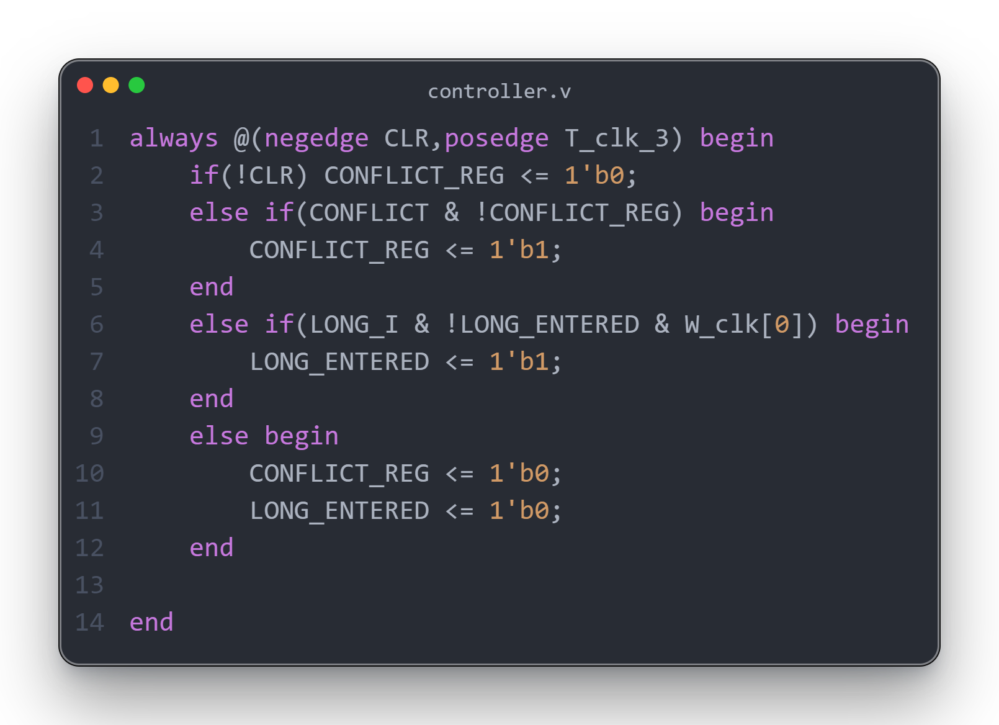 controller.v
1 always @(negedge CLR,posedge T_clk_3) begin
2     if(!CLR) CONFLICT_REG <= 1'b0;
3     else if(CONFLICT & !CONFLICT_REG) begin
4         CONFLICT_REG <= 1'b1;
5     end
6     else if(LONG_I & !LONG_ENTERED & W_clk[0]) begin
7         LONG_ENTERED <= 1'b1;
8     end
9     else begin
10         CONFLICT_REG <= 1'b0;
11         LONG_ENTERED <= 1'b0;
12     end
13
14 end